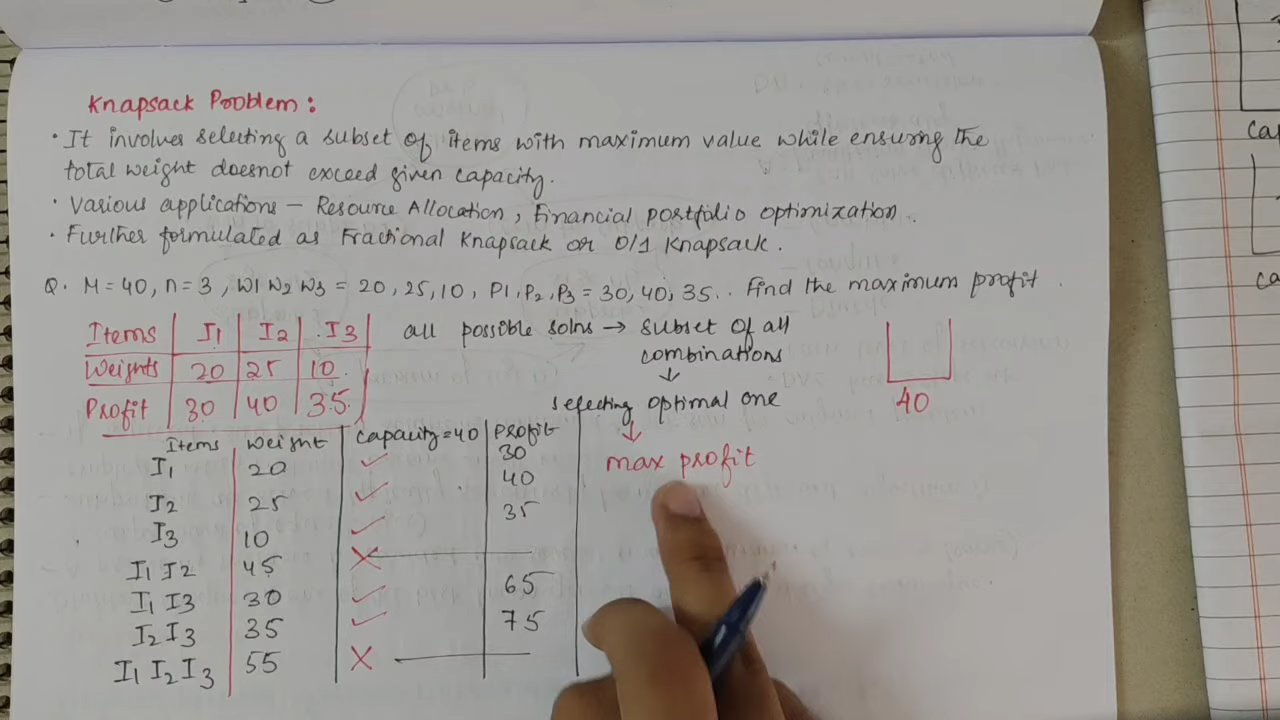 Knapsack Problem:
• It involves selecting a subset of items with maximum value while ensuring the
total weight doesnot exceed given capacity.
• Various applications – Resource Allocation, Financial portfolio optimization.
• Further formulated as Fractional Knapsack or 0/1 Knapsack.
Q. M=40, n=3, W1 W2 W3 = 20, 25, 10, P1, P2, P3 = 30, 40, 35.. Find the maximum profit.
Items I1 I2 I3
Weights 20 25 10
Profit 30 40 35
all possible solns → subset of all
combinations
↓
selecting optimal one
↓
max profit
40
Items Weight Capacity=40 Profit
I1 20 ✓ 30
I2 25 ✓ 40
I3 10 ✓ 35
I1 I2 45 ✗ —
I1 I3 30 ✓ 65
I2 I3 35 ✓ 75
I1 I2 I3 55 ✗ —